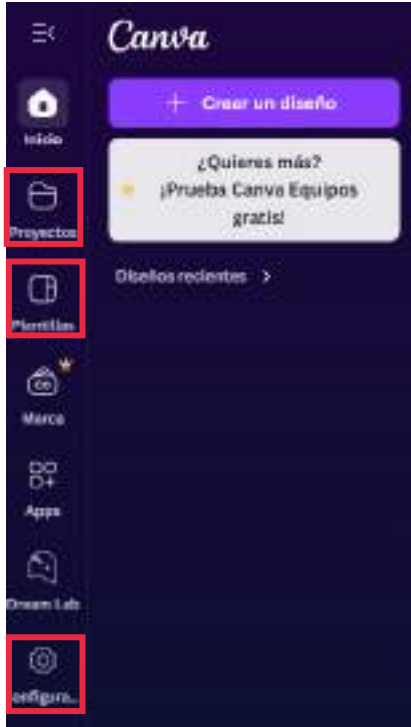 Canva
Inicio
Crear un diseño
¿Quieres más?
¡Prueba Canva Equipos
gratis!
Proyectos
Diseños recientes >
Plantillas
Marca
Apps
Dream Lab
onfigura...